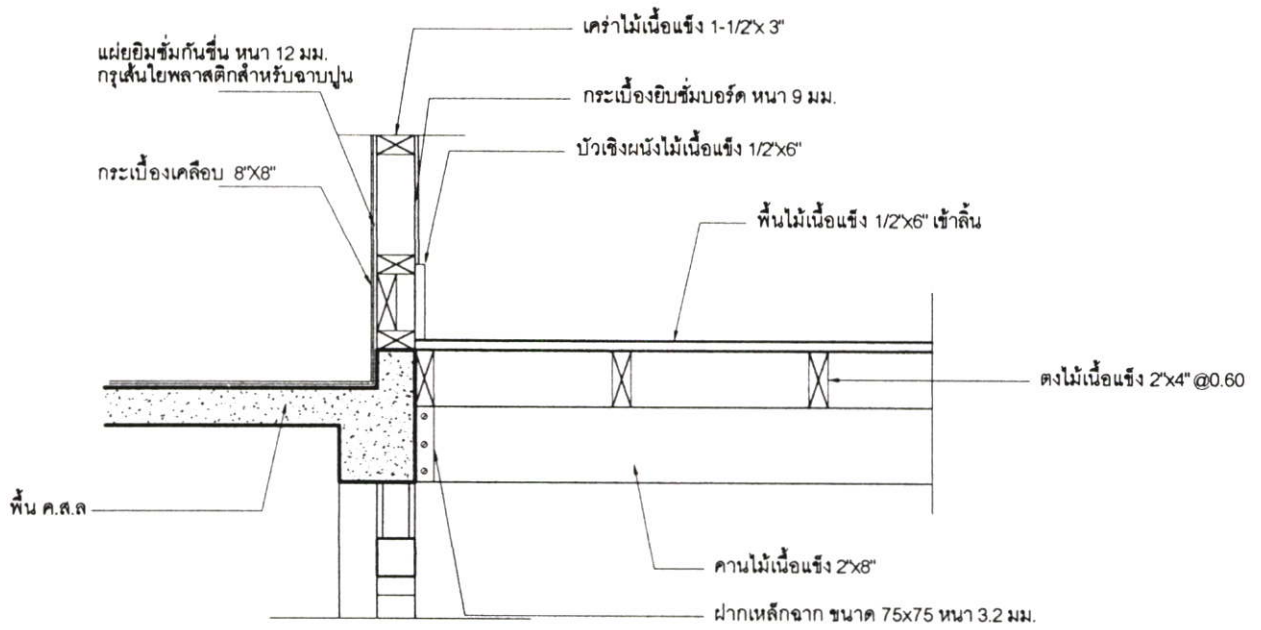 เคร่าไม้เนื้อแข็ง 1-1/2"x 3"
แผ่ยยิมซั่มกันชื่น หนา 12 มม.
กรุเส้นใยพลาสติกสำหรับฉาบปูน
กระเบื้องยิบซั่มบอร์ด หนา 9 มม.
บัวเชิงผนังไม้เนื้อแข็ง 1/2"x6"
กระเบื้องเคลือบ 8"X8"
พื้นไม้เนื้อแข็ง 1/2"x6" เข้าลิ้น
ตงไม้เนื้อแข็ง 2"x4" @0.60
พื้น ค.ส.ล
คานไม้เนื้อแข็ง 2"x8"
ฝากเหล็กฉาก ขนาด 75x75 หนา 3.2 มม.